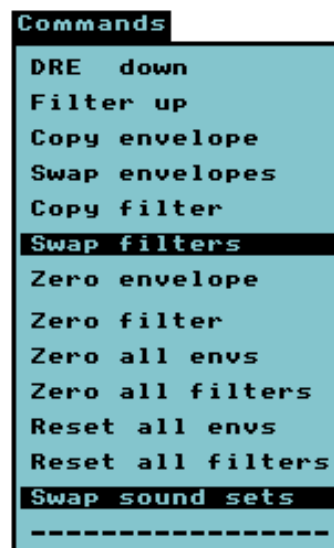 Commands
DRE down
Filter up
Copy envelope
Swap envelopes
Copy filter
Swap filters
Zero envelope
Zero filter
Zero all envs
Zero all filters
Reset all envs
Reset all filters
Swap sound sets
------------------